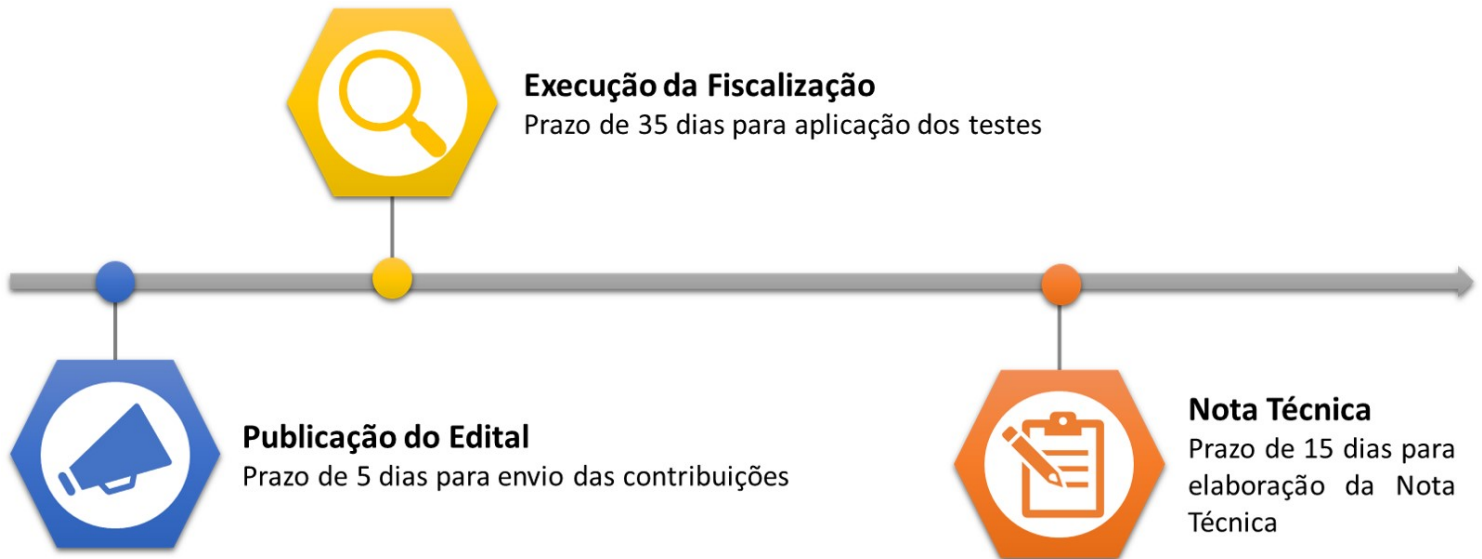 Execução da Fiscalização
Prazo de 35 dias para aplicação dos testes
Publicação do Edital
Prazo de 5 dias para envio das contribuições
Nota Técnica
Prazo de 15 dias para
elaboração da Nota
Técnica